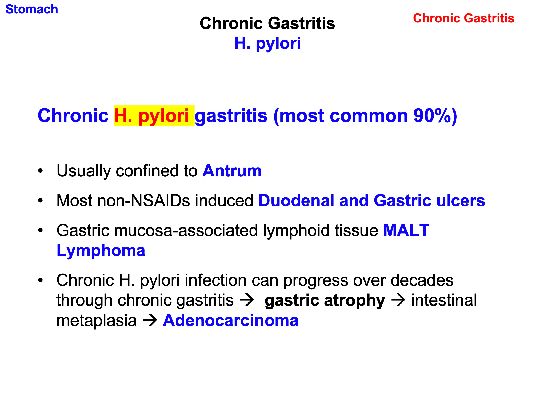 Stomach
Chronic Gastritis
Chronic Gastritis
H. pylori
Chronic H. pylori gastritis (most common 90%)
• Usually confined to Antrum
• Most non-NSAIDs induced Duodenal and Gastric ulcers
• Gastric mucosa-associated lymphoid tissue MALT
Lymphoma
• Chronic H. pylori infection can progress over decades
through chronic gastritis → gastric atrophy → intestinal
metaplasia → Adenocarcinoma